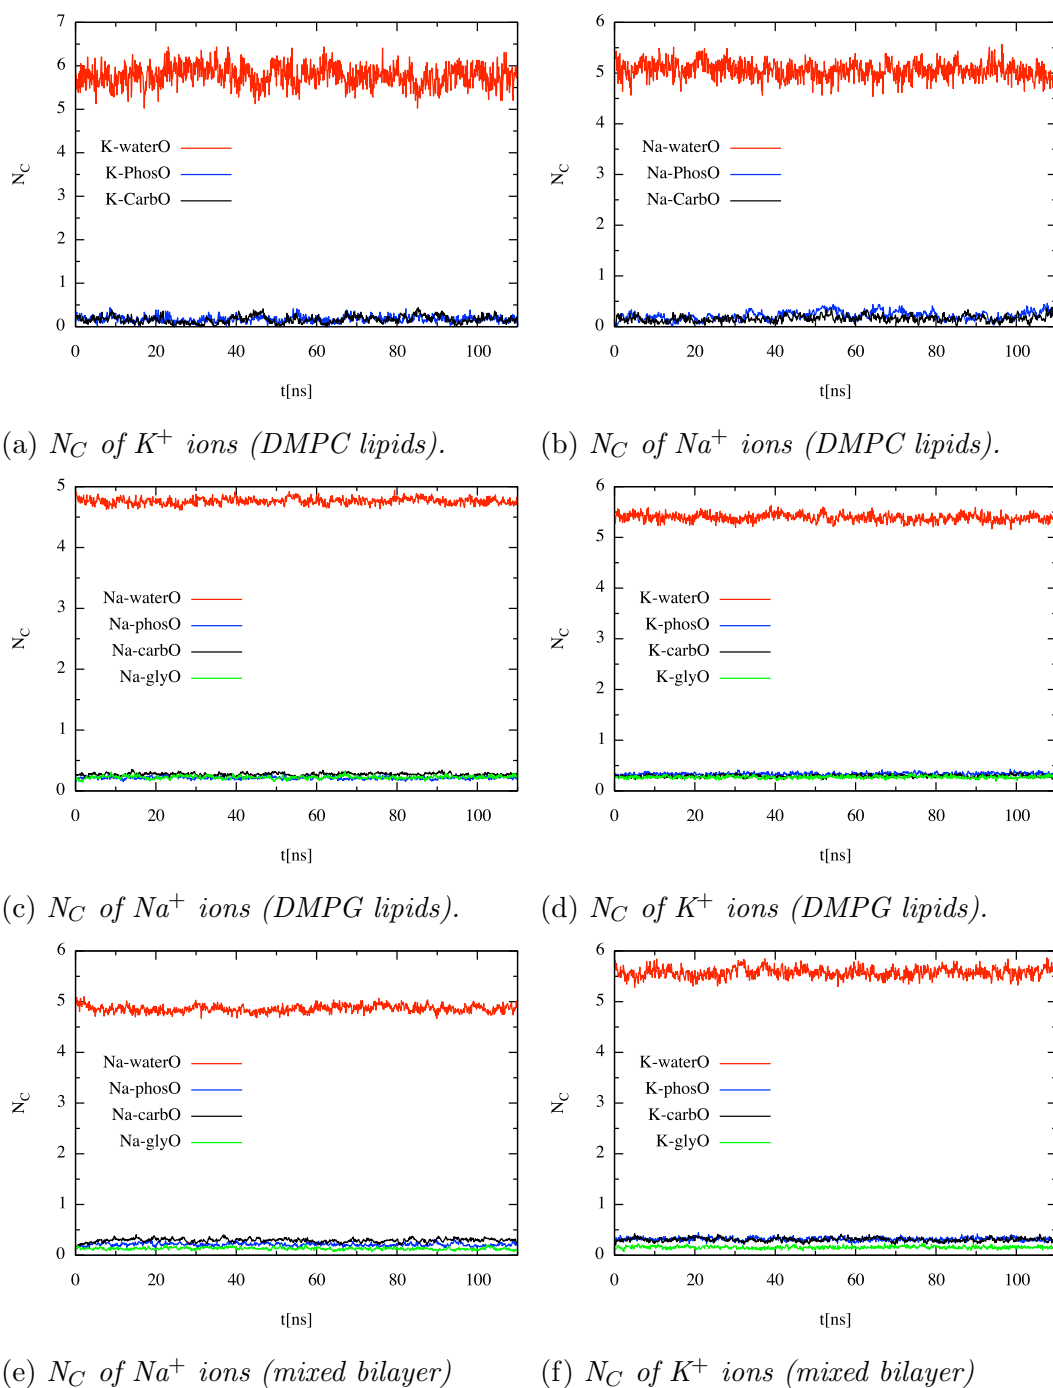 7
6
5
4
3
2
1
0
N_C
K-waterO
K-PhosO
K-CarbO
0 20 40 60 80 100
t[ns]
(a) N_C of K⁺ ions (DMPC lipids).
6
5
4
3
2
1
0
N_C
Na-waterO
Na-PhosO
Na-CarbO
0 20 40 60 80 100
t[ns]
(b) N_C of Na⁺ ions (DMPC lipids).
5
4
3
2
1
0
N_C
Na-waterO
Na-phosO
Na-carbO
Na-glyO
0 20 40 60 80 100
t[ns]
(c) N_C of Na⁺ ions (DMPG lipids).
6
5
4
3
2
1
0
N_C
K-waterO
K-phosO
K-carbO
K-glyO
0 20 40 60 80 100
t[ns]
(d) N_C of K⁺ ions (DMPG lipids).
6
5
4
3
2
1
0
N_C
Na-waterO
Na-phosO
Na-carbO
Na-glyO
0 20 40 60 80 100
t[ns]
(e) N_C of Na⁺ ions (mixed bilayer)
6
5
4
3
2
1
0
N_C
K-waterO
K-phosO
K-carbO
K-glyO
0 20 40 60 80 100
t[ns]
(f) N_C of K⁺ ions (mixed bilayer)